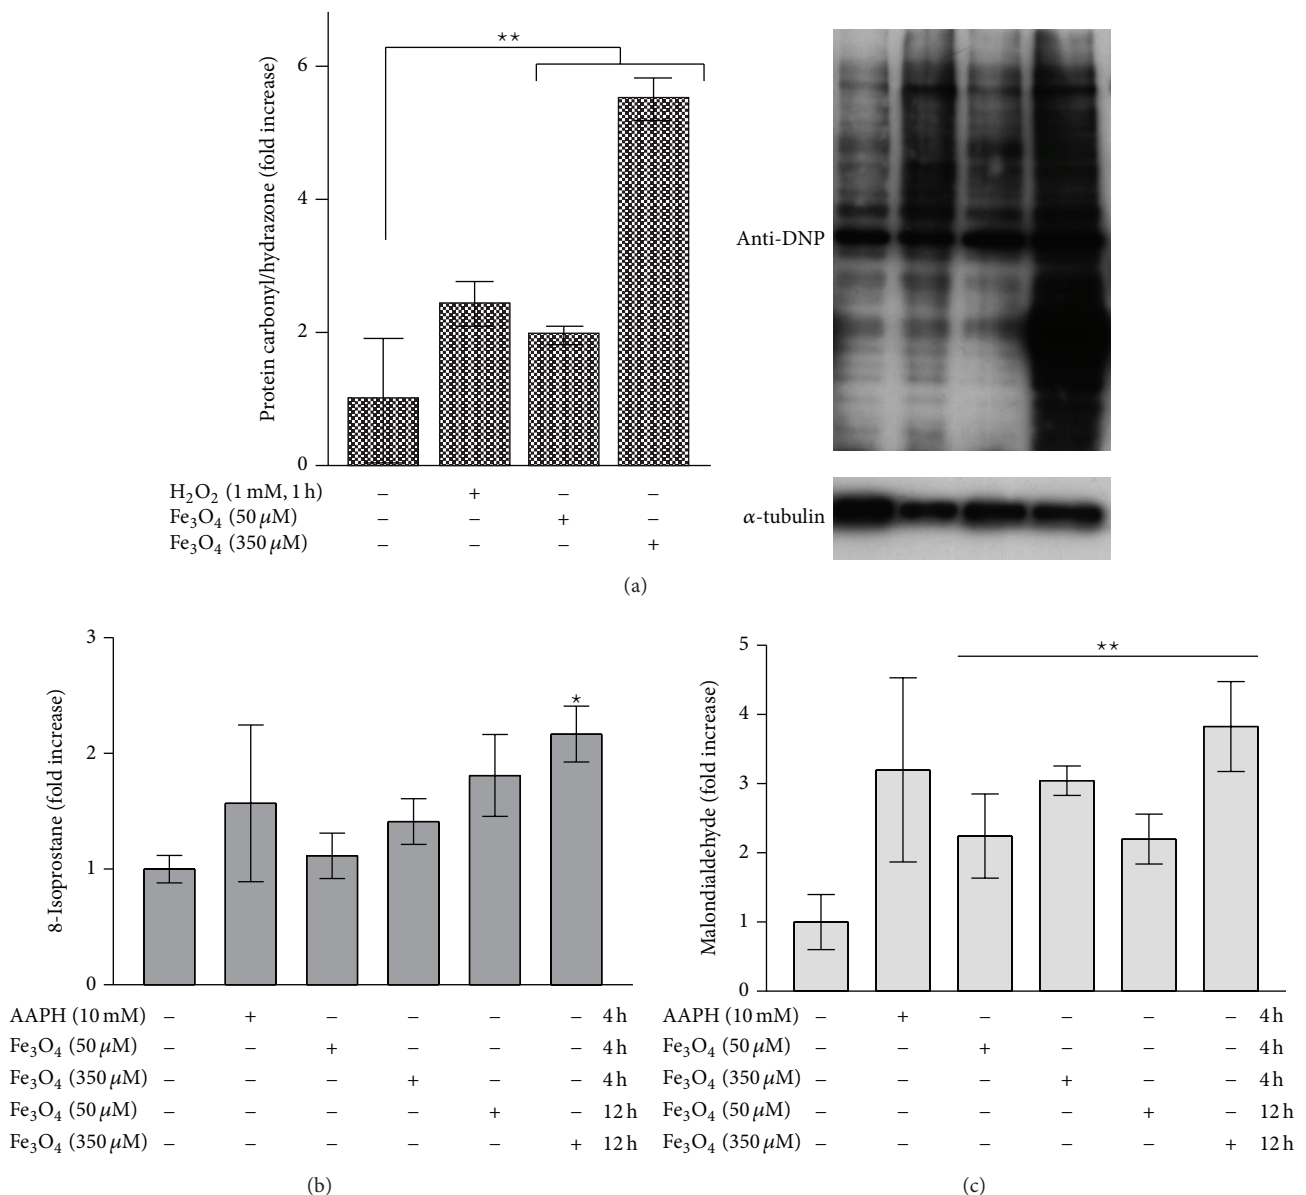 Protein carbonyl/hydrazone (fold increase)
6
4
2
0
**
H2O2 (1 mM, 1 h) – + – –
Fe3O4 (50 μM) – – + –
Fe3O4 (350 μM) – – – +
Anti-DNP
α-tubulin
(a)
8-Isoprostane (fold increase)
3
2
1
0
*
AAPH (10 mM) – + – – – – 4 h
Fe3O4 (50 μM) – – + – – – 4 h
Fe3O4 (350 μM) – – – + – – 4 h
Fe3O4 (50 μM) – – – – + – 12 h
Fe3O4 (350 μM) – – – – – + 12 h
(b)
Malondialdehyde (fold increase)
5
4
3
2
1
0
**
AAPH (10 mM) – + – – – – 4 h
Fe3O4 (50 μM) – – + – – – 4 h
Fe3O4 (350 μM) – – – + – – 4 h
Fe3O4 (50 μM) – – – – + – 12 h
Fe3O4 (350 μM) – – – – – + 12 h
(c)